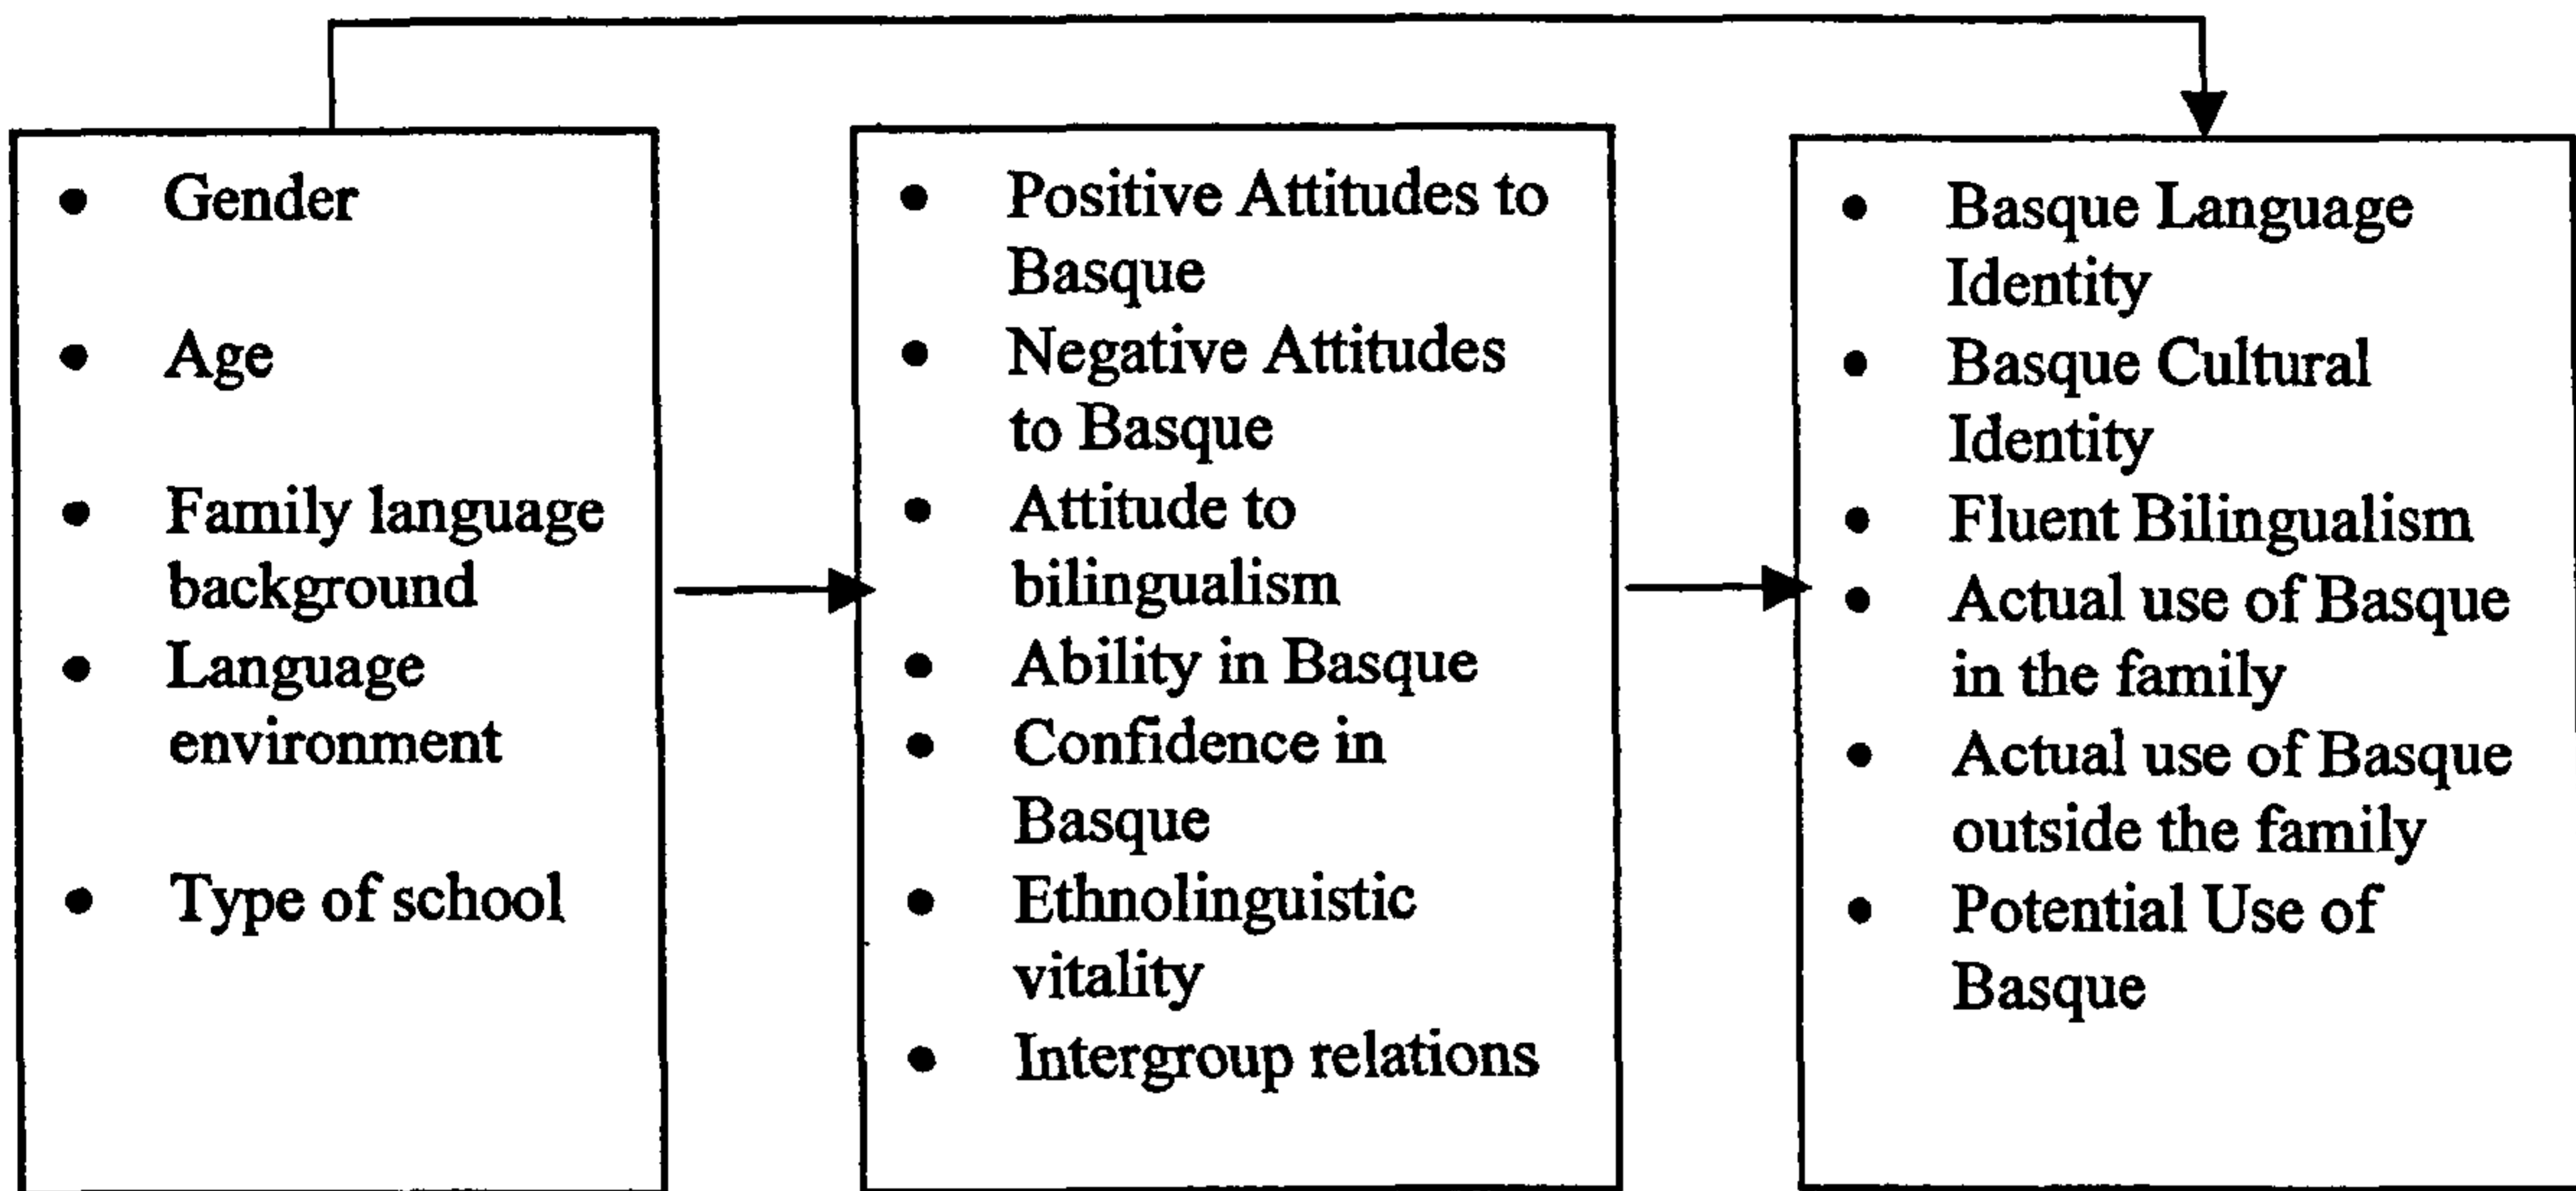 • Gender
• Age
• Family language
background
• Language
environment
• Type of school
• Positive Attitudes to
Basque
• Negative Attitudes
to Basque
• Attitude to
bilingualism
• Ability in Basque
• Confidence in
Basque
• Ethnolinguistic
vitality
• Intergroup relations
• Basque Language
Identity
• Basque Cultural
Identity
• Fluent Bilingualism
• Actual use of Basque
in the family
• Actual use of Basque
outside the family
• Potential Use of
Basque